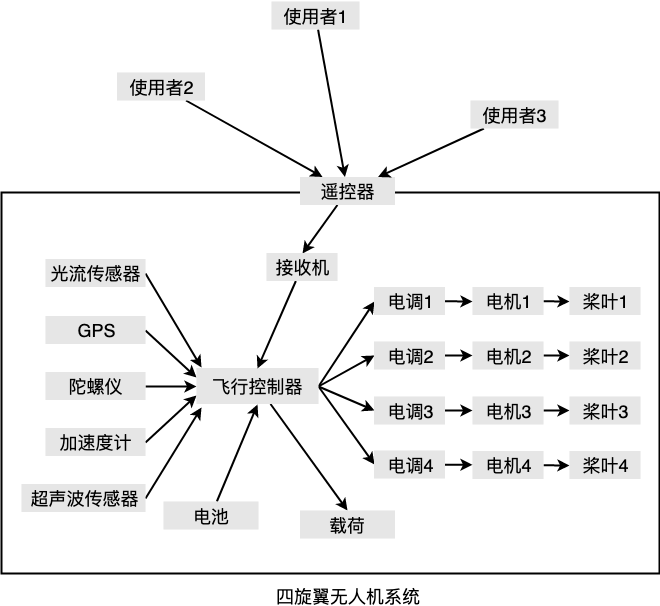 使用者1
使用者2
使用者3
遥控器
接收机
光流传感器
GPS
陀螺仪
加速度计
超声波传感器
飞行控制器
电池
载荷
电调1
电机1
桨叶1
电调2
电机2
桨叶2
电调3
电机3
桨叶3
电调4
电机4
桨叶4
四旋翼无人机系统